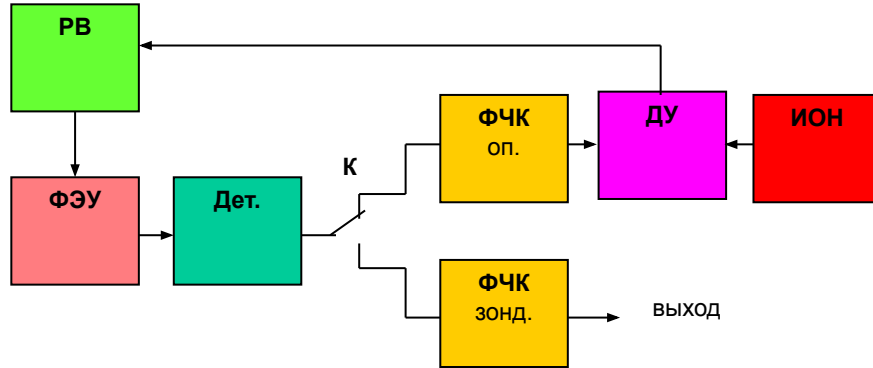 РВ
ФЧК
оп.
ДУ
ИОН
К
ФЭУ
Дет.
ФЧК
зонд.
выход